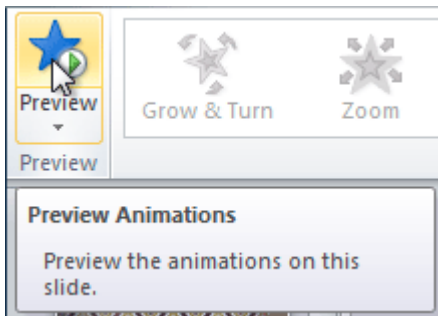 Preview
Grow & Turn
Zoom
Preview
Preview Animations
Preview the animations on this
slide.